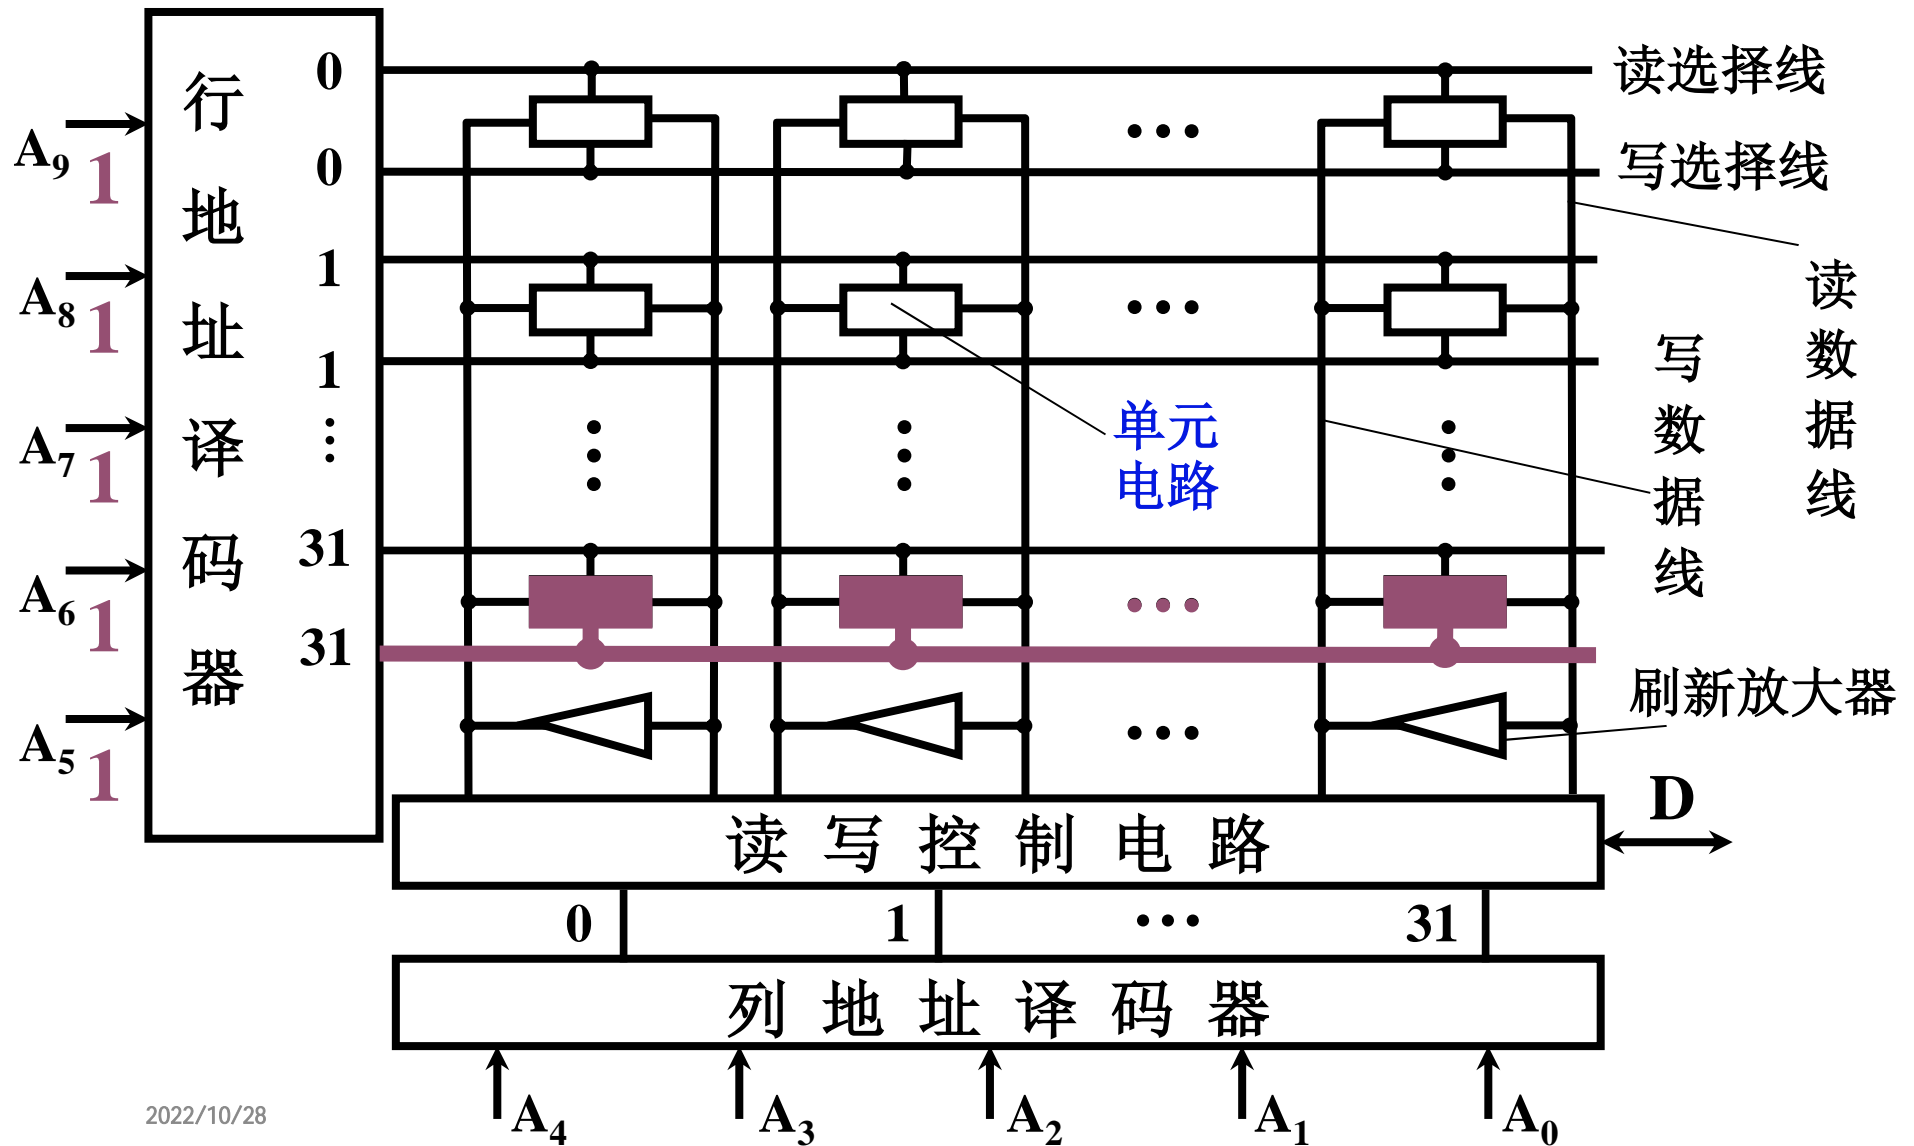 行地址译码器
0
0
1
1
31
31
A9 1
A8 1
A7 1
A6 1
A5 1
读选择线
写选择线
读数据线
写数据线
单元
电路
刷新放大器
D
读写控制电路
0 1 … 31
列地址译码器
A4 A3 A2 A1 A0
2022/10/28